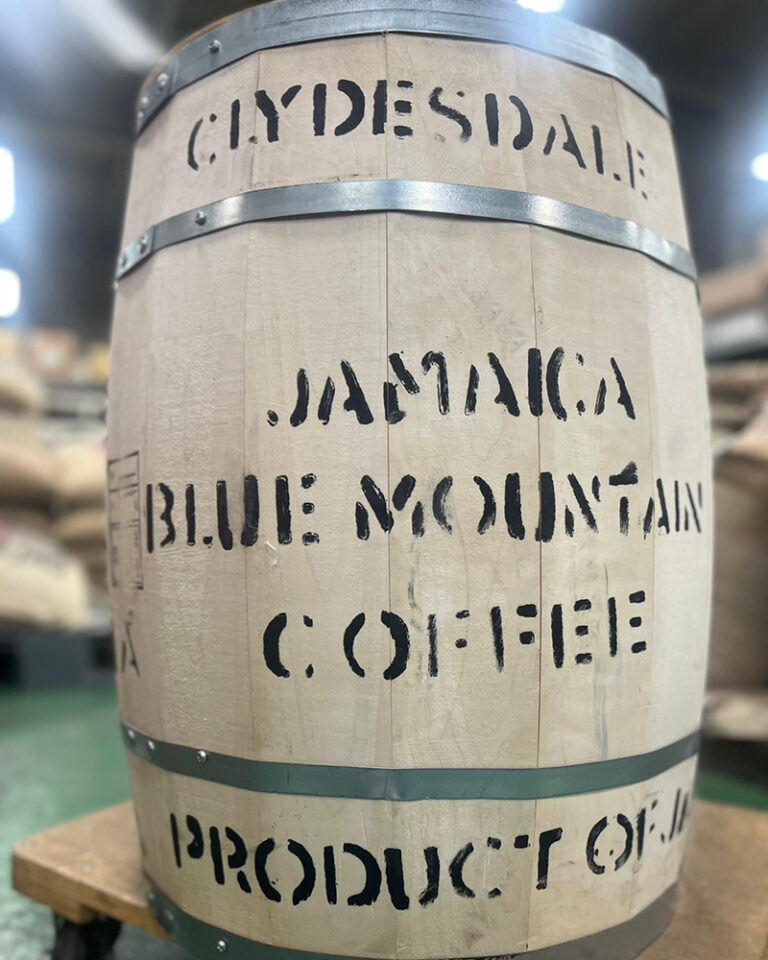 CLYDESDALE
JAMAICA
BLUE MOUNTAIN
COFFEE
PRODUCT OF